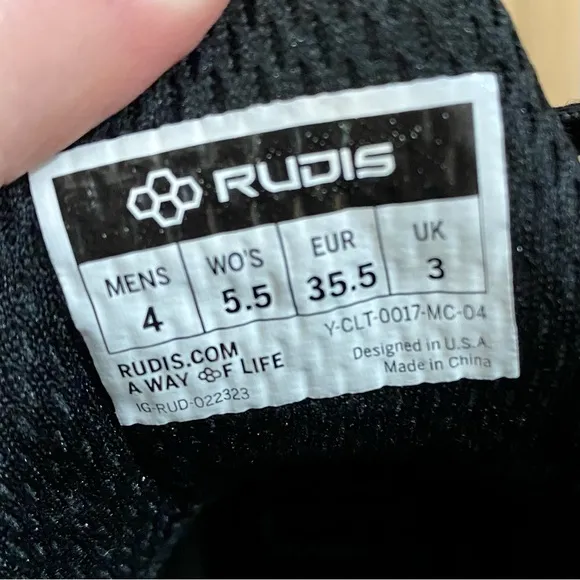 RUDIS
MENS WO'S EUR UK
4 5.5 35.5 3
Y-CLT-0017-MC-04
RUDIS.COM
A WAY OF LIFE
IG-RUD-022323
Designed in U.S.A.
Made in China